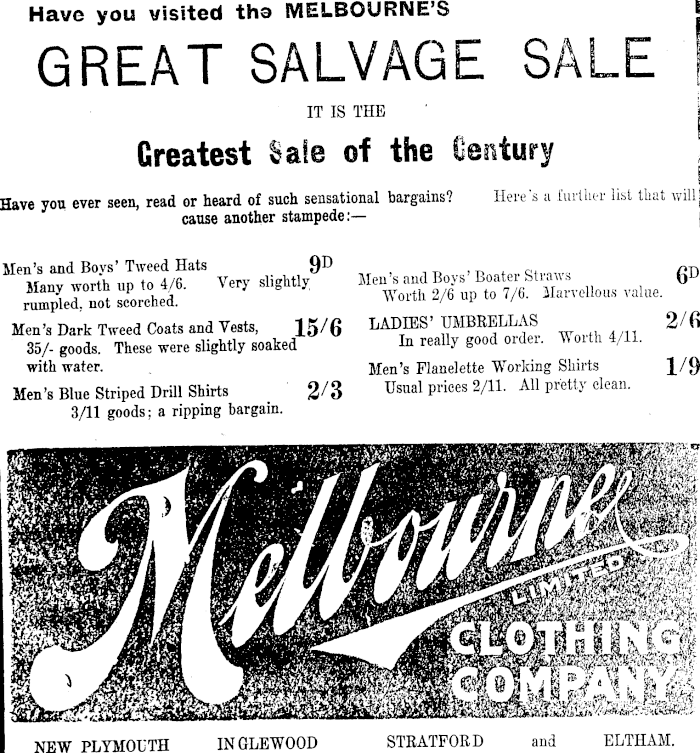 Have you visited the MELBOURNE'S
GREAT SALVAGE SALE
IT IS THE
Greatest Sale of the Century
Have you ever seen, read or heard of such sensational bargains? Here's a further list that will
cause another stampede:—
Men's and Boys' Tweed Hats 9D
Many worth up to 4/6. Very slightly
rumpled, not scorched.
Men's Dark Tweed Coats and Vests, 15/6
35/- goods. These were slightly soaked
with water.
Men's Blue Striped Drill Shirts 2/3
3/11 goods; a ripping bargain.
Men's and Boys' Boater Straws 6D
Worth 2/6 up to 7/6. Marvellous value.
LADIES' UMBRELLAS 2/6
In really good order. Worth 4/11.
Men's Flanelette Working Shirts 1/9
Usual prices 2/11. All pretty clean.
Melbourne
LIMITED
CLOTHING
COMPANY
NEW PLYMOUTH INGLEWOOD STRATFORD and ELTHAM.